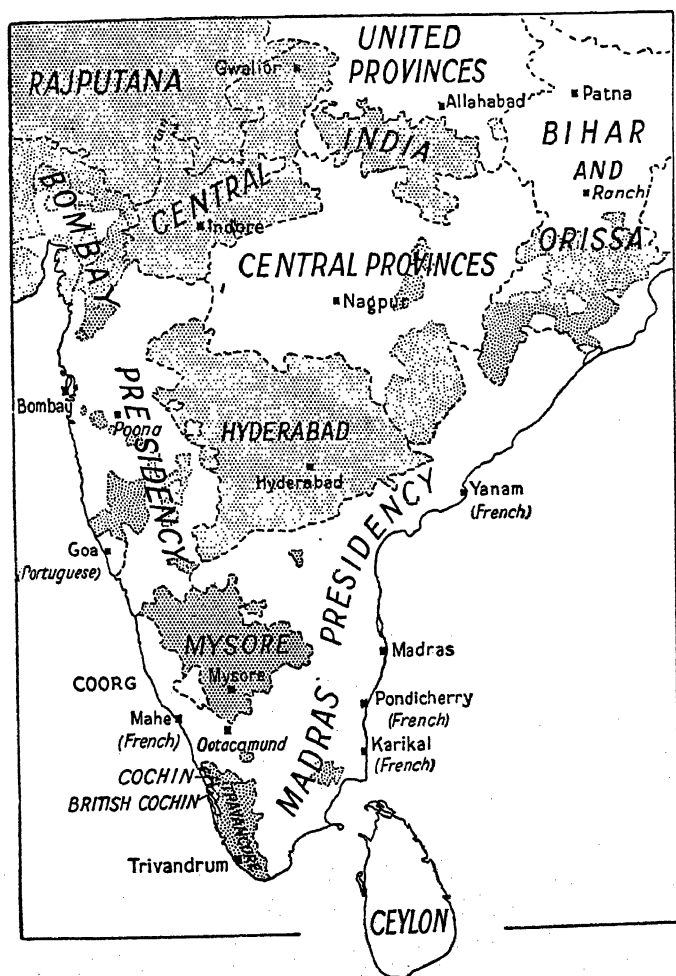 UNITED
PROVINCES
RAJPUTANA
Gwalior
Allahabad
Patna
INDIA
BIHAR
AND
Ranchi
ORISSA
BOMBAY
CENTRAL
Indore
CENTRAL PROVINCES
Nagpur
PRESIDENCY
Bombay
Poona
HYDERABAD
Hyderabad
Yanam
(French)
Goa
(Portuguese)
MADRAS PRESIDENCY
MYSORE
Mysore
Madras
COORG
Pondicherry
(French)
Mahe
(French)
Ootacamund
Karikal
(French)
COCHIN
BRITISH COCHIN
TRAVANCORE
Trivandrum
CEYLON